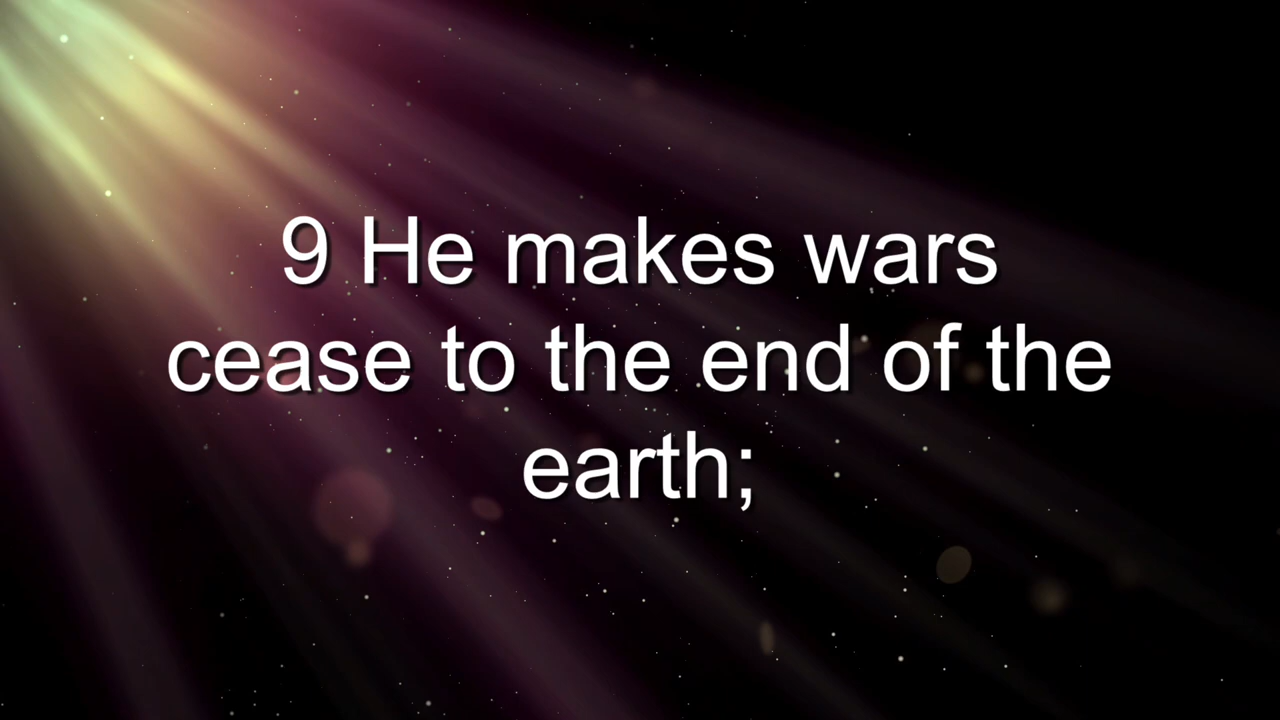 9 He makes wars
cease to the end of the
earth;